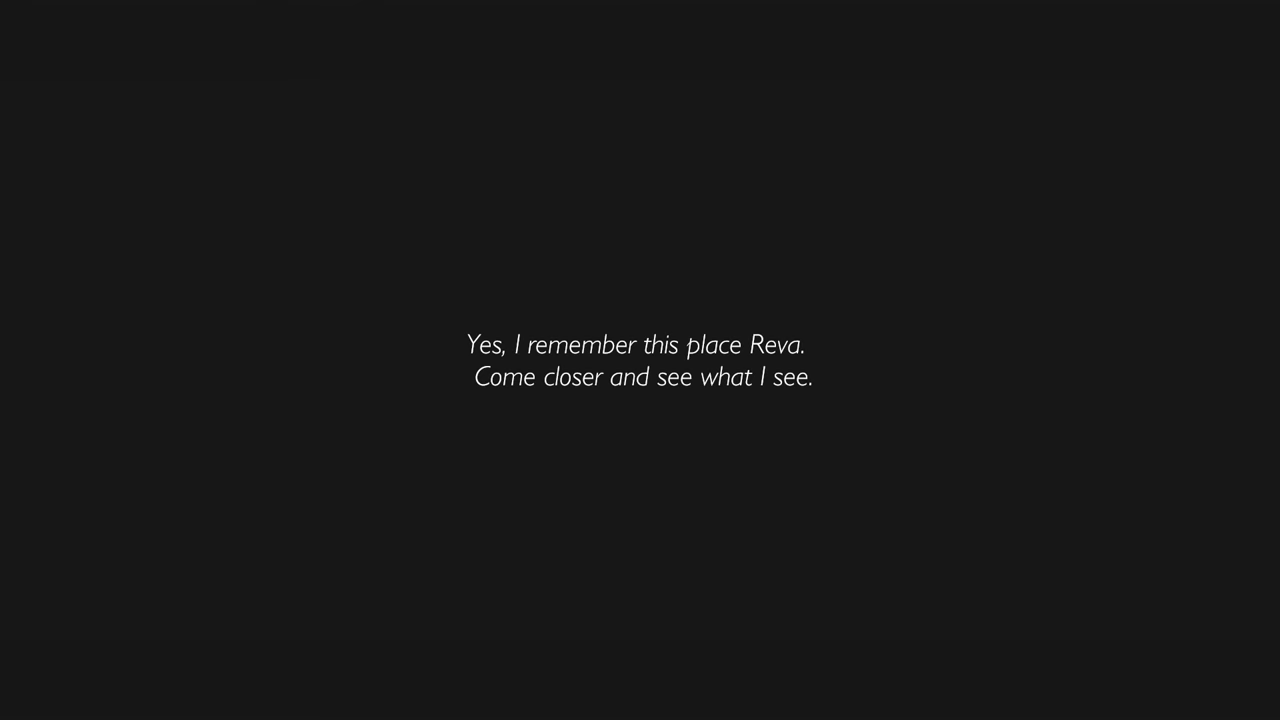 Yes, I remember this place Reva.
Come closer and see what I see.